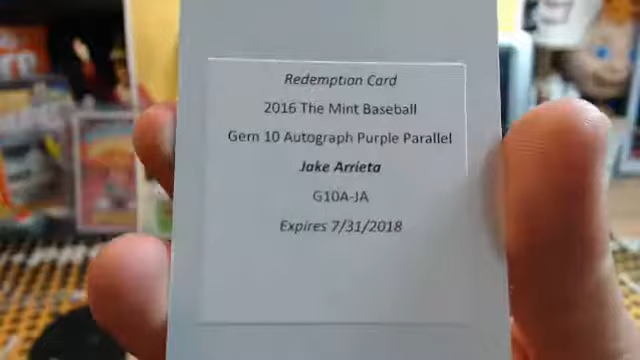 Redemption Card
2016 The Mint Baseball
Gem 10 Autograph Purple Parallel
Jake Arrieta
G10A-JA
Expires 7/31/2018